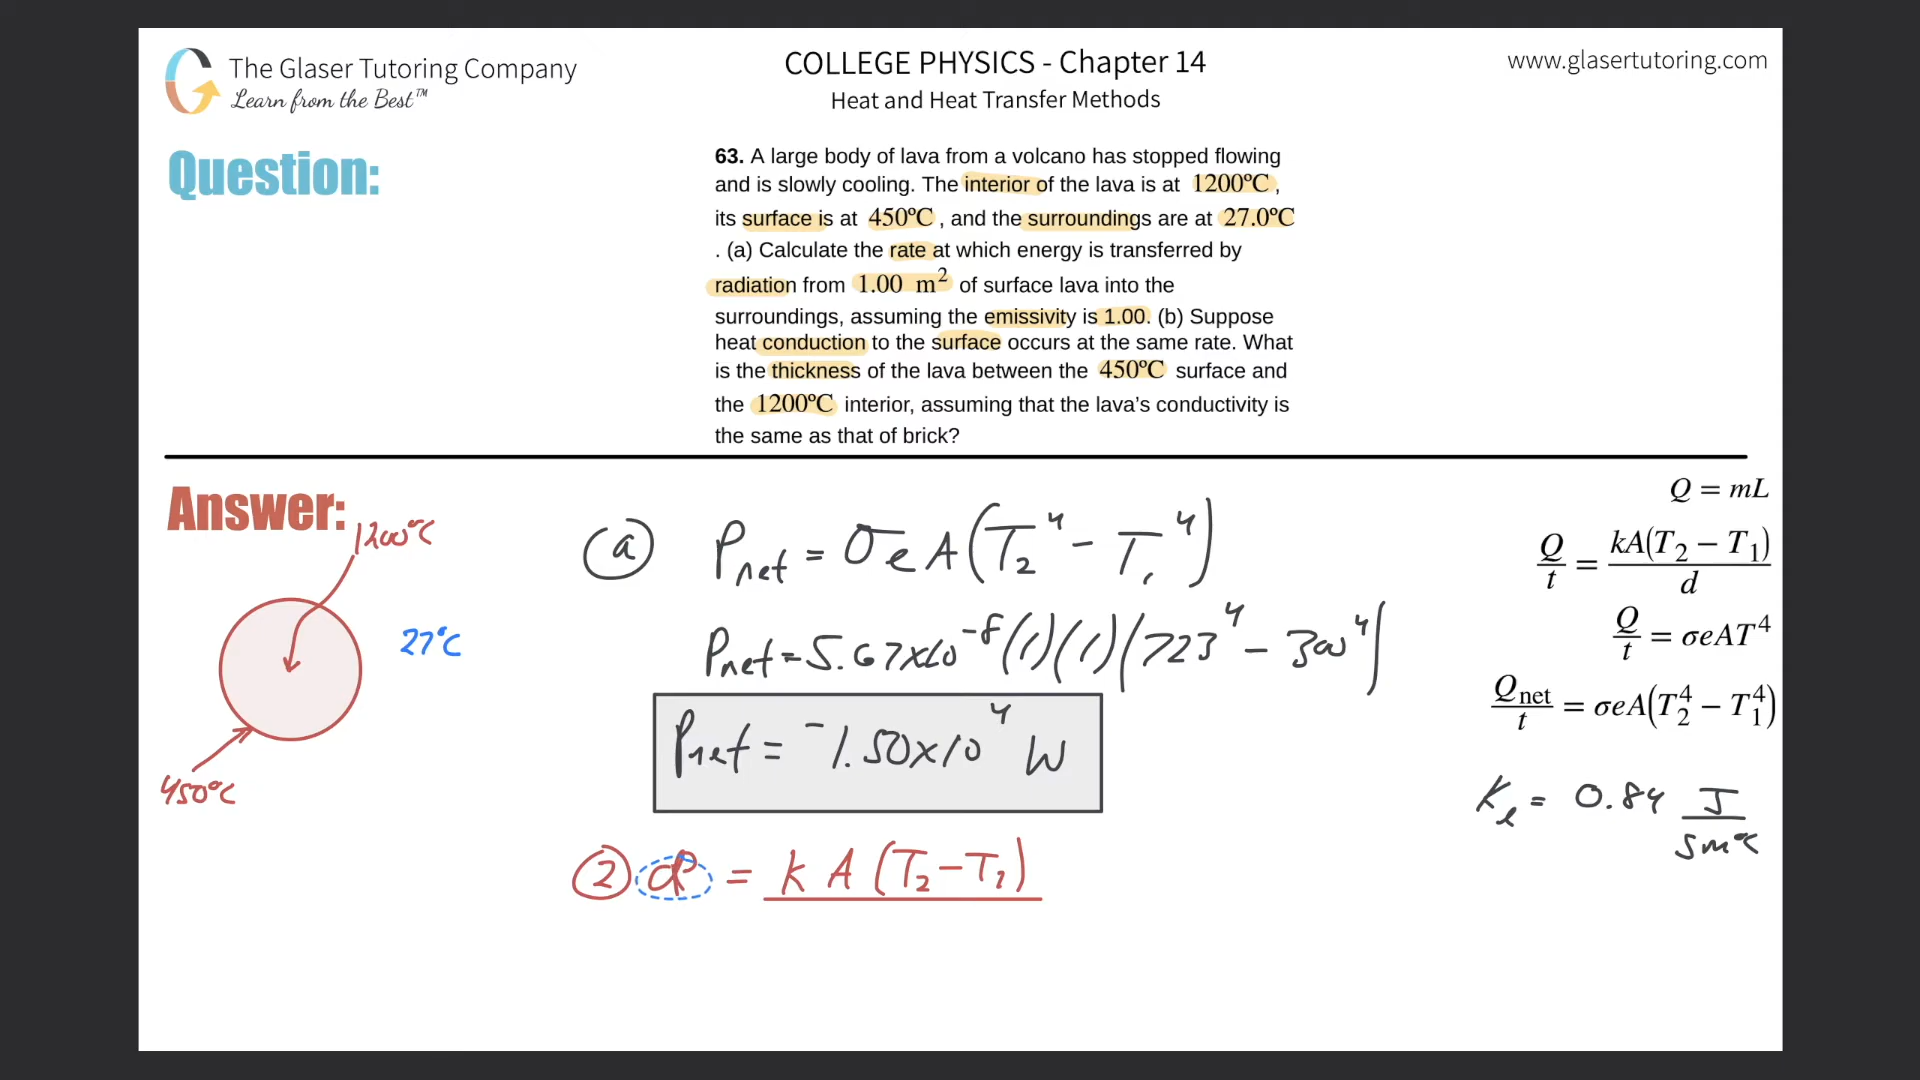 The Glaser Tutoring Company
Learn from the Best™
COLLEGE PHYSICS - Chapter 14
Heat and Heat Transfer Methods
www.glasertutoring.com
Question:
63. A large body of lava from a volcano has stopped flowing
and is slowly cooling. The interior of the lava is at 1200ºC ,
its surface is at 450ºC , and the surroundings are at 27.0ºC
. (a) Calculate the rate at which energy is transferred by
radiation from 1.00 m² of surface lava into the
surroundings, assuming the emissivity is 1.00. (b) Suppose
heat conduction to the surface occurs at the same rate. What
is the thickness of the lava between the 450ºC surface and
the 1200ºC interior, assuming that the lava’s conductivity is
the same as that of brick?
Answer:
1200°C
27°C
450°C
(a) Pnet = σeA(T₂⁴ - T₁⁴)
Pnet = 5.67x10⁻⁸(1)(1)(723⁴ - 300⁴)
Pnet = -1.50x10⁴ W
(2) d = kA(T₂-T₁)
Q = mL
Q/t = kA(T₂ − T₁)/d
Q/t = σeAT⁴
Qnet/t = σeA(T₂⁴ − T₁⁴)
Kl = 0.84 J/sm°C